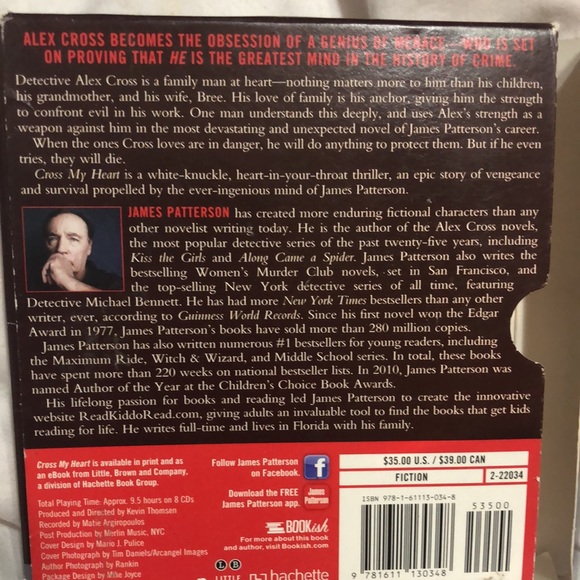 ALEX CROSS BECOMES THE OBSESSION OF A GENIUS OF MENACE—WHO IS SET
ON PROVING THAT HE IS THE GREATEST MIND IN THE HISTORY OF CRIME.
Detective Alex Cross is a family man at heart—nothing matters more to him than his children,
his grandmother, and his wife, Bree. His love of family is his anchor, giving him the strength
to confront evil in his work. One man understands this deeply, and uses Alex's strength as a
weapon against him in the most devastating and unexpected novel of James Patterson's career.
When the ones Cross loves are in danger, he will do anything to protect them. But if he even
tries, they will die.
Cross My Heart is a white-knuckle, heart-in-your-throat thriller, an epic story of vengeance
and survival propelled by the ever-ingenious mind of James Patterson.
JAMES PATTERSON has created more enduring fictional characters than any
other novelist writing today. He is the author of the Alex Cross novels,
the most popular detective series of the past twenty-five years, including
Kiss the Girls and Along Came a Spider. James Patterson also writes the
bestselling Women's Murder Club novels, set in San Francisco, and
the top-selling New York détective series of all time, featuring
Detective Michael Bennett. He has had more New York Times bestsellers than any other
writer, ever, according to Guinness World Records. Since his first novel won the Edgar
Award in 1977, James Patterson's books have sold more than 280 million copies.
James Patterson has also written numerous #1 bestsellers for young readers, including
the Maximum Ride, Witch & Wizard, and Middle School series. In total, these books
have spent more than 220 weeks on national bestseller lists. In 2010, James Patterson was
named Author of the Year at the Children's Choice Book Awards.
His lifelong passion for books and reading led James Patterson to create the innovative
website ReadKiddoRead.com, giving adults an invaluable tool to find the books that get kids
reading for life. He writes full-time and lives in Florida with his family.
Cross My Heart is available in print and as
an eBook from Little, Brown and Company,
a division of Hachette Book Group.
Total Playing Time: Approx. 9.5 hours on 8 CDs
Produced and Directed by Kevin Thomsen
Recorded by Matie Argiropoulos
Post Production by Merlin Music, NYC
Cover Design by Mario J. Pulice
Cover Photograph by Tim Daniels/Arcangel Images
Author Photograph by Rankin
Package Design by Mike Joyce
Follow James Patterson
on Facebook.
f
Download the FREE
James Patterson app.
James
Patterson
BOOKish
For more about this book
and author, visit Bookish.com
L B
LITTLE
hachette
$35.00 U.S. / $39.00 CAN
FICTION
2-22034
ISBN 978-1-61113-034-8
53500
9 781611 130348